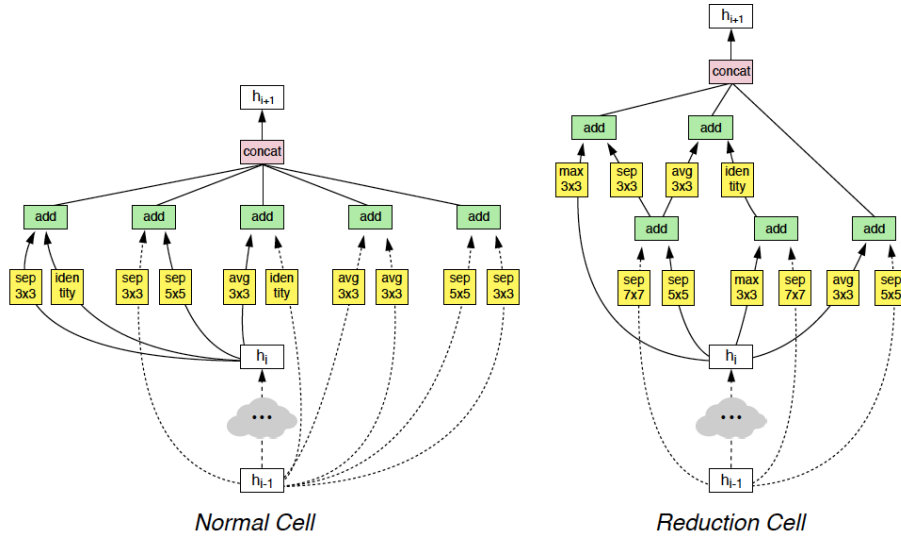 h_{i+1}
concat
add
add
add
add
add
sep 3x3
iden tity
sep 3x3
sep 5x5
avg 3x3
iden tity
avg 3x3
avg 3x3
sep 5x5
sep 3x3
h_i
...
h_{i-1}
Normal Cell
h_{i+1}
concat
add
add
max 3x3
sep 3x3
avg 3x3
iden tity
add
add
add
sep 7x7
sep 5x5
max 3x3
sep 7x7
avg 3x3
sep 5x5
h_i
...
h_{i-1}
Reduction Cell